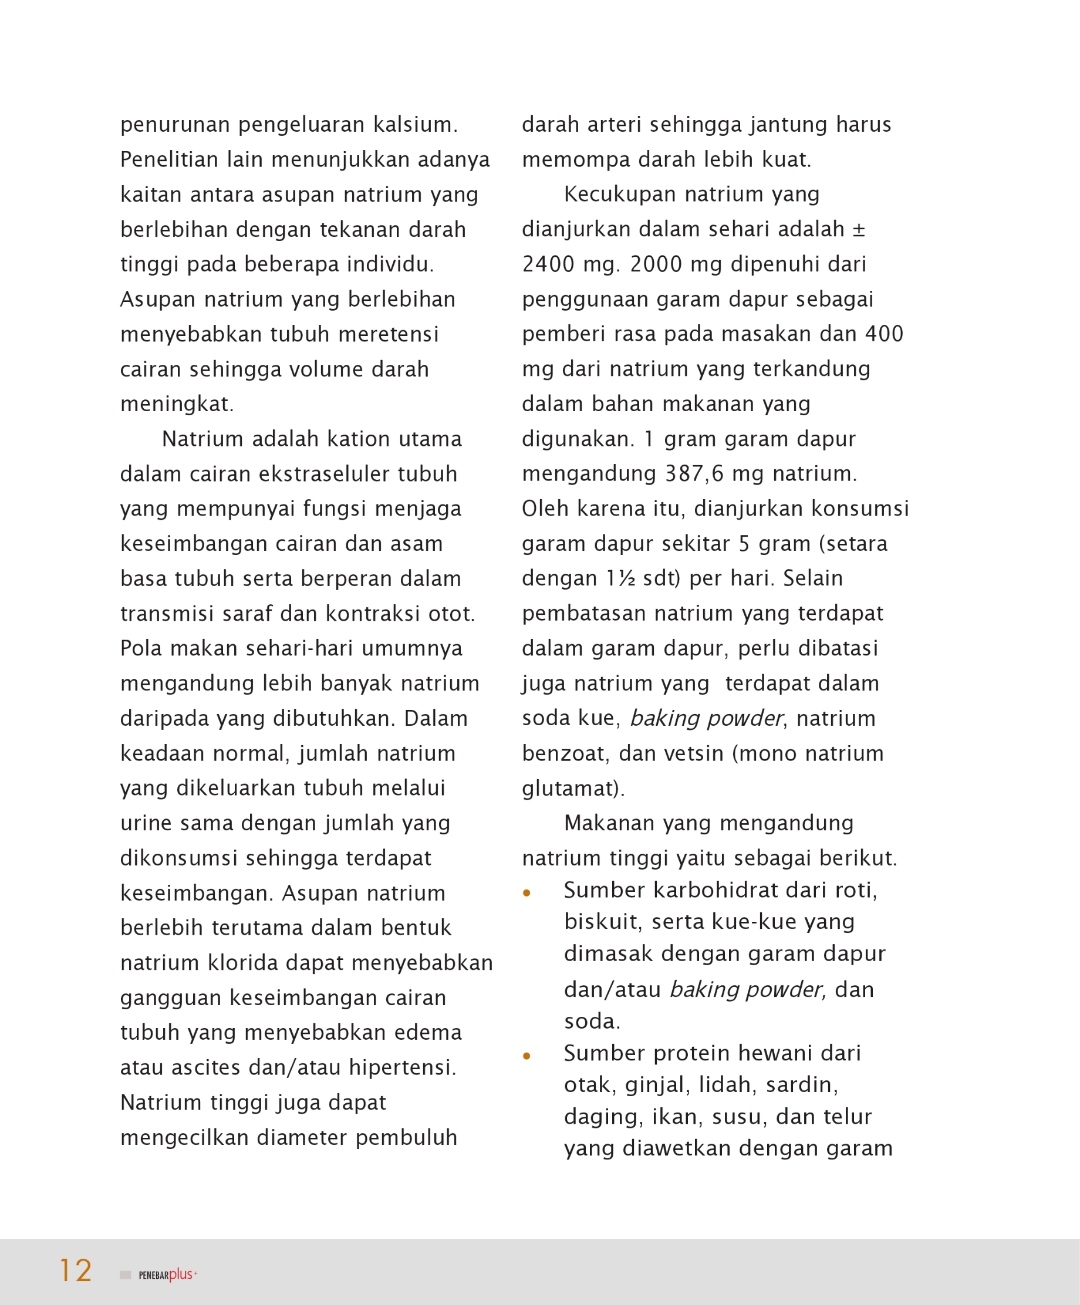 penurunan pengeluaran kalsium.
Penelitian lain menunjukkan adanya
kaitan antara asupan natrium yang
berlebihan dengan tekanan darah
tinggi pada beberapa individu.
Asupan natrium yang berlebihan
menyebabkan tubuh meretensi
cairan sehingga volume darah
meningkat.
Natrium adalah kation utama
dalam cairan ekstraseluler tubuh
yang mempunyai fungsi menjaga
keseimbangan cairan dan asam
basa tubuh serta berperan dalam
transmisi saraf dan kontraksi otot.
Pola makan sehari-hari umumnya
mengandung lebih banyak natrium
daripada yang dibutuhkan. Dalam
keadaan normal, jumlah natrium
yang dikeluarkan tubuh melalui
urine sama dengan jumlah yang
dikonsumsi sehingga terdapat
keseimbangan. Asupan natrium
berlebih terutama dalam bentuk
natrium klorida dapat menyebabkan
gangguan keseimbangan cairan
tubuh yang menyebabkan edema
atau ascites dan/atau hipertensi.
Natrium tinggi juga dapat
mengecilkan diameter pembuluh
darah arteri sehingga jantung harus
memompa darah lebih kuat.
Kecukupan natrium yang
dianjurkan dalam sehari adalah ±
2400 mg. 2000 mg dipenuhi dari
penggunaan garam dapur sebagai
pemberi rasa pada masakan dan 400
mg dari natrium yang terkandung
dalam bahan makanan yang
digunakan. 1 gram garam dapur
mengandung 387,6 mg natrium.
Oleh karena itu, dianjurkan konsumsi
garam dapur sekitar 5 gram (setara
dengan 1½ sdt) per hari. Selain
pembatasan natrium yang terdapat
dalam garam dapur, perlu dibatasi
juga natrium yang  terdapat dalam
soda kue, baking powder, natrium
benzoat, dan vetsin (mono natrium
glutamat).
Makanan yang mengandung
natrium tinggi yaitu sebagai berikut.
• Sumber karbohidrat dari roti,
biskuit, serta kue-kue yang
dimasak dengan garam dapur
dan/atau baking powder, dan
soda.
• Sumber protein hewani dari
otak, ginjal, lidah, sardin,
daging, ikan, susu, dan telur
yang diawetkan dengan garam
12 PENEBARplus+